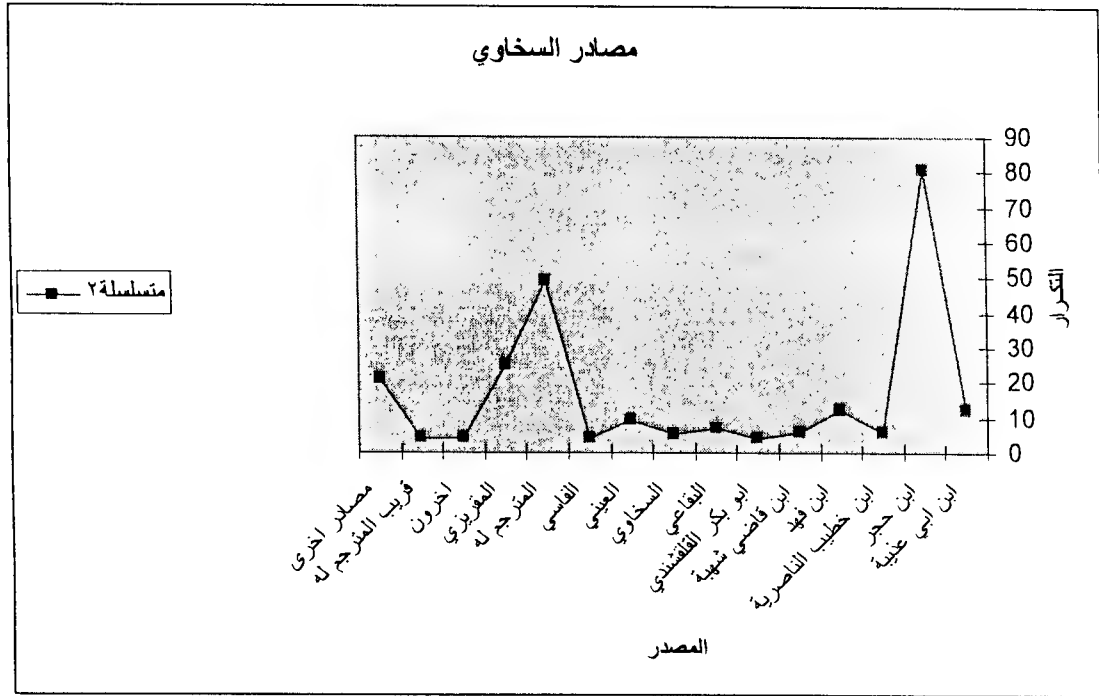 مصادر السخاوي
90
80
70
60
50
40
30
20
10
0
التكرار
ابن ابي عذيبة
ابن حجر
ابن خطيب الناصرية
ابن فهد
ابن قاضي شهبة
ابو بكر القلقشندي
البقاعي
السخاوي
العيني
الفاسي
المترجم له
المقريزي
اخرون
قريب المترجم له
مصادر اخرى
المصدر
متسلسلة٢